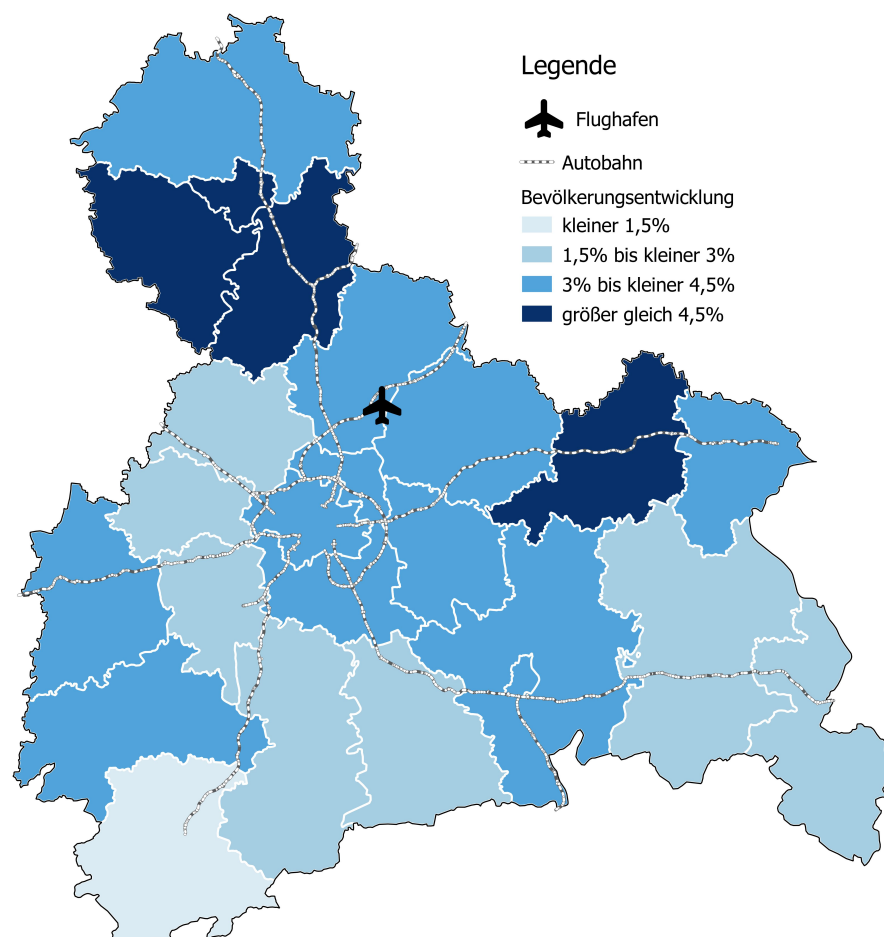 Legende
Flughafen
Autobahn
Bevölkerungsentwicklung
kleiner 1,5%
1,5% bis kleiner 3%
3% bis kleiner 4,5%
größer gleich 4,5%